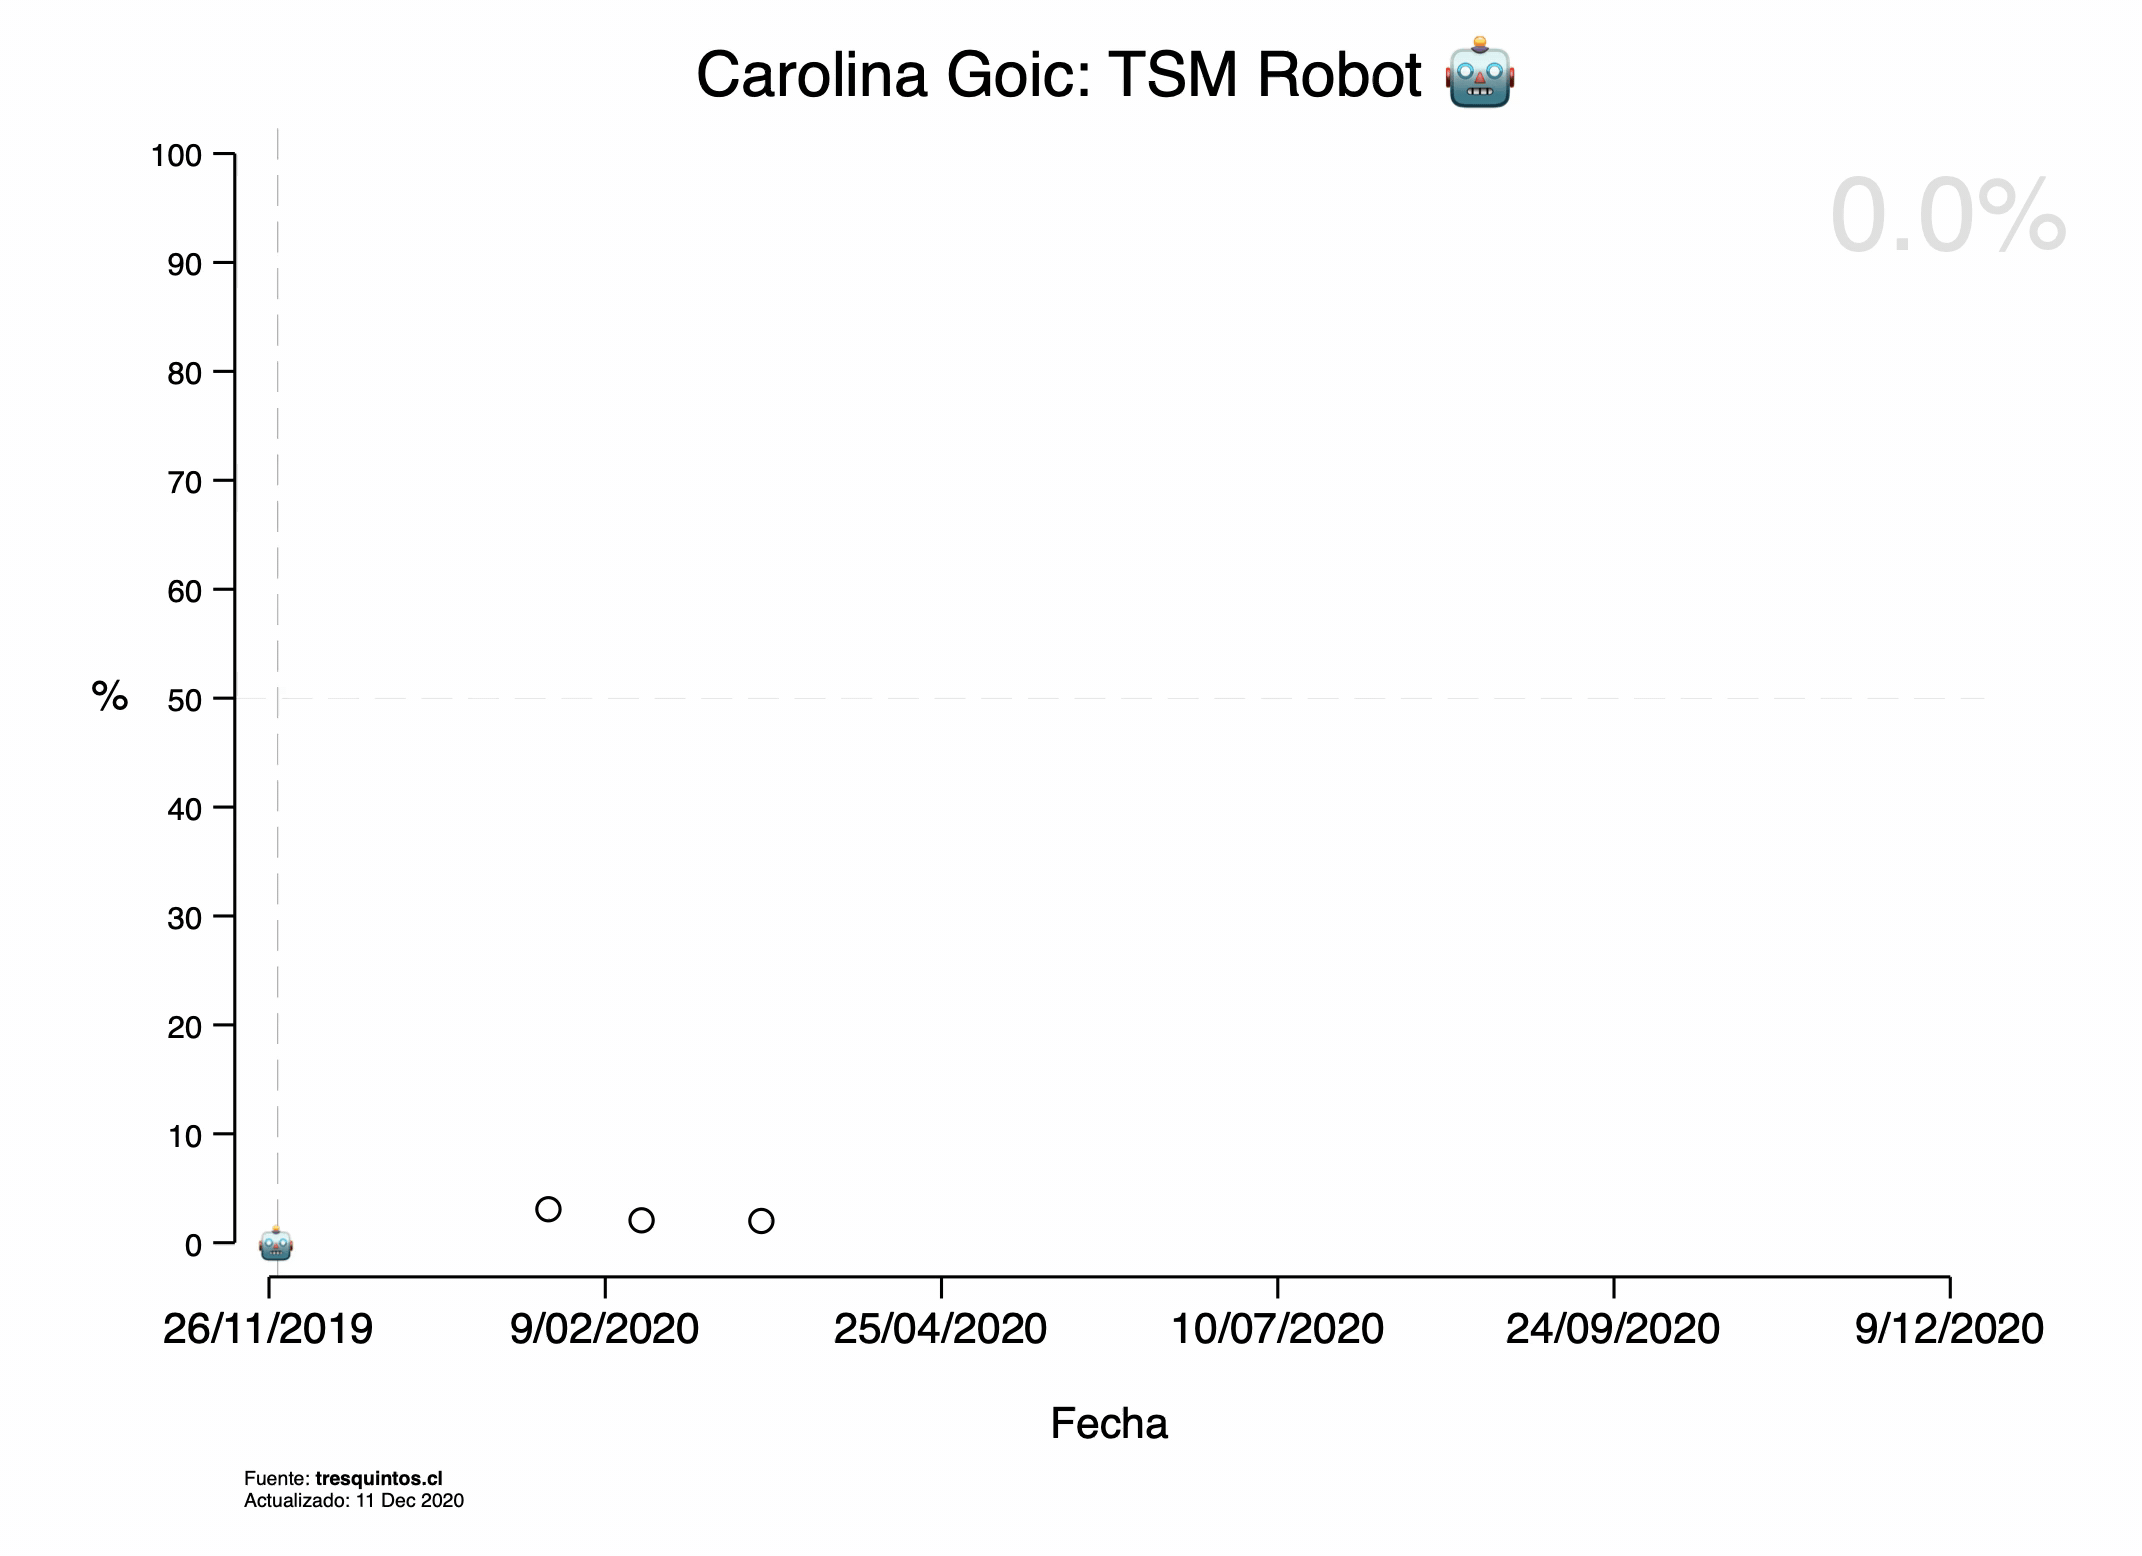 Carolina Goic: TSM Robot 🤖
0.0%
100
90
80
70
60
50
40
30
20
10
0
%
26/11/2019 9/02/2020 25/04/2020 10/07/2020 24/09/2020 9/12/2020
Fecha
Fuente: tresquintos.cl
Actualizado: 11 Dec 2020